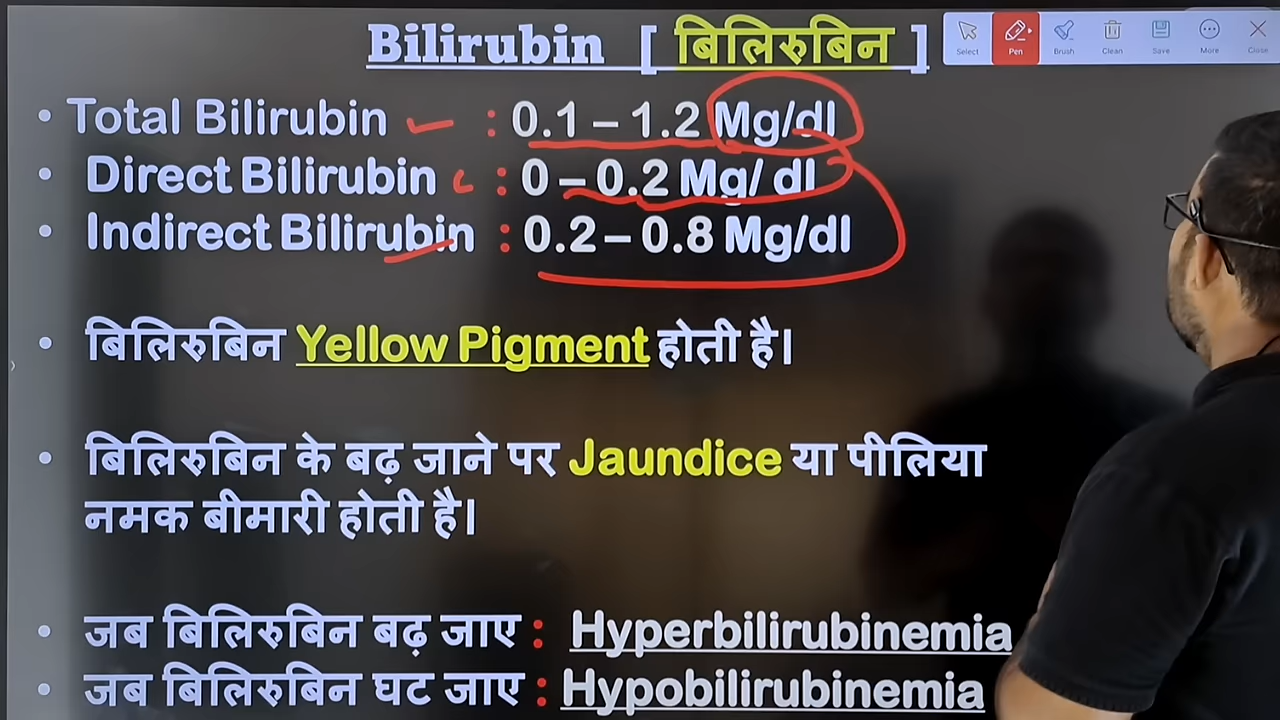 Bilirubin [ बिलिरुबिन ]
Select Pen Brush Clean Save More Close
• Total Bilirubin : 0.1 – 1.2 Mg/dl
• Direct Bilirubin : 0 – 0.2 Mg/ dl
• Indirect Bilirubin : 0.2 – 0.8 Mg/dl
• बिलिरुबिन Yellow Pigment होती है।
• बिलिरुबिन के बढ़ जाने पर Jaundice या पीलिया
नमक बीमारी होती है।
• जब बिलिरुबिन बढ़ जाए : Hyperbilirubinemia
• जब बिलिरुबिन घट जाए : Hypobilirubinemia